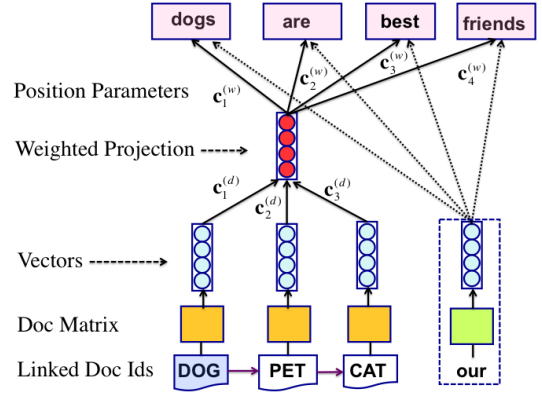 dogs are best friends
Position Parameters c₁⁽ʷ⁾ c₂⁽ʷ⁾ c₃⁽ʷ⁾ c₄⁽ʷ⁾
Weighted Projection
c₁⁽ᵈ⁾ c₂⁽ᵈ⁾ c₃⁽ᵈ⁾
Vectors
Doc Matrix
Linked Doc Ids DOG PET CAT our